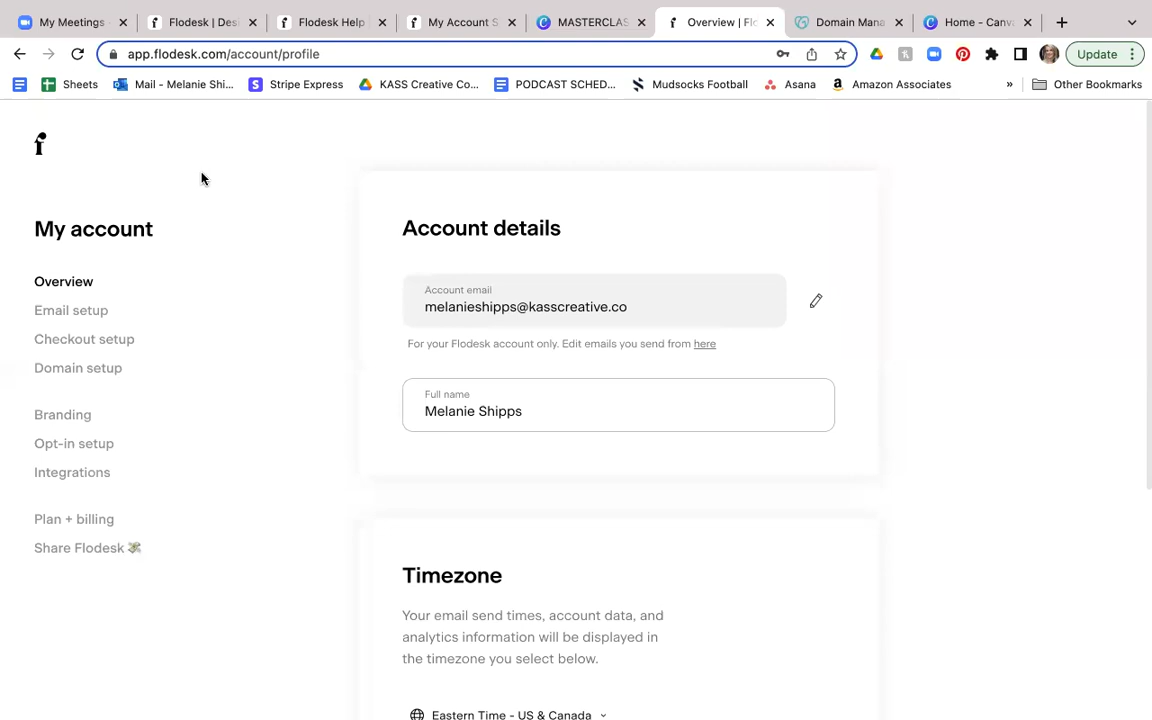 My Meetings
Flodesk | Des
Flodesk Help
My Account S
MASTERCLAS
Overview | Flo
Domain Mana
Home - Canva
app.flodesk.com/account/profile
Update
Sheets
Mail - Melanie Shi...
Stripe Express
KASS Creative Co...
PODCAST SCHED...
Mudsocks Football
Asana
Amazon Associates
»
Other Bookmarks
f
My account
Overview
Email setup
Checkout setup
Domain setup
Branding
Opt-in setup
Integrations
Plan + billing
Share Flodesk 💸
Account details
Account email
melanieshipps@kasscreative.co
For your Flodesk account only. Edit emails you send from here
Full name
Melanie Shipps
Timezone
Your email send times, account data, and
analytics information will be displayed in
the timezone you select below.
Eastern Time - US & Canada